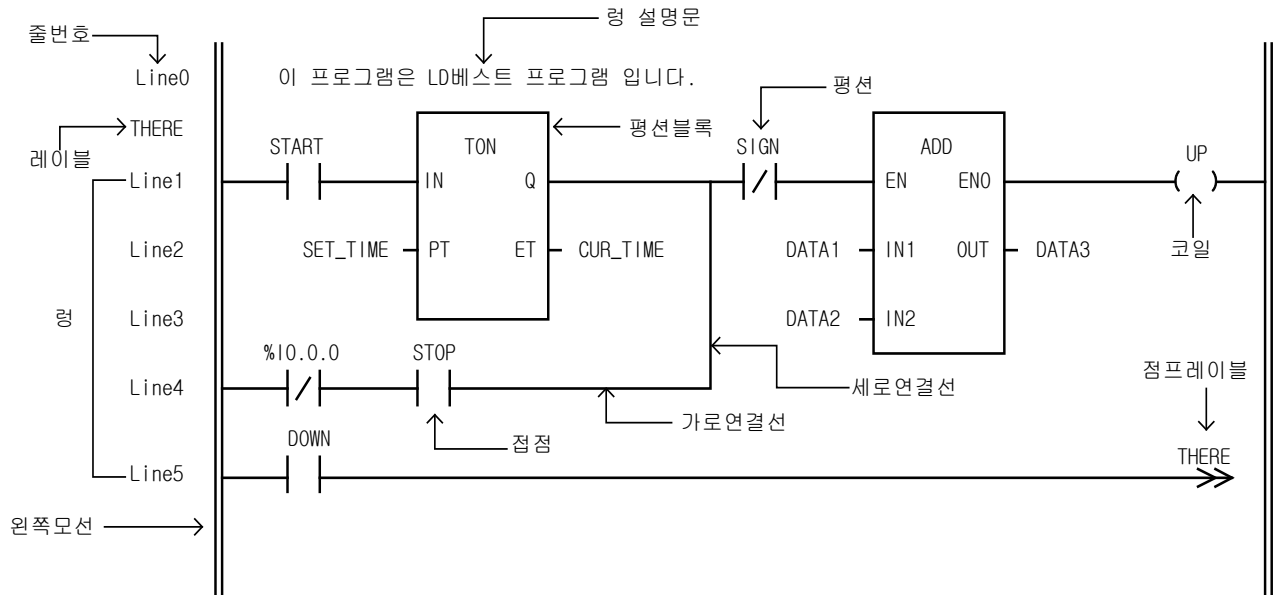 렁 설명문
줄번호
Line0 이 프로그램은 LD베스트 프로그램 입니다.
평션
THERE
평션블록
레이블
START TON SIGN ADD UP
Line1 IN Q EN ENO
Line2 SET_TIME PT ET CUR_TIME DATA1 IN1 OUT DATA3 코일
렁 Line3 DATA2 IN2
%I0.0.0 STOP 점프레이블
Line4 세로연결선
가로연결선
DOWN 접점
THERE
Line5
왼쪽모선